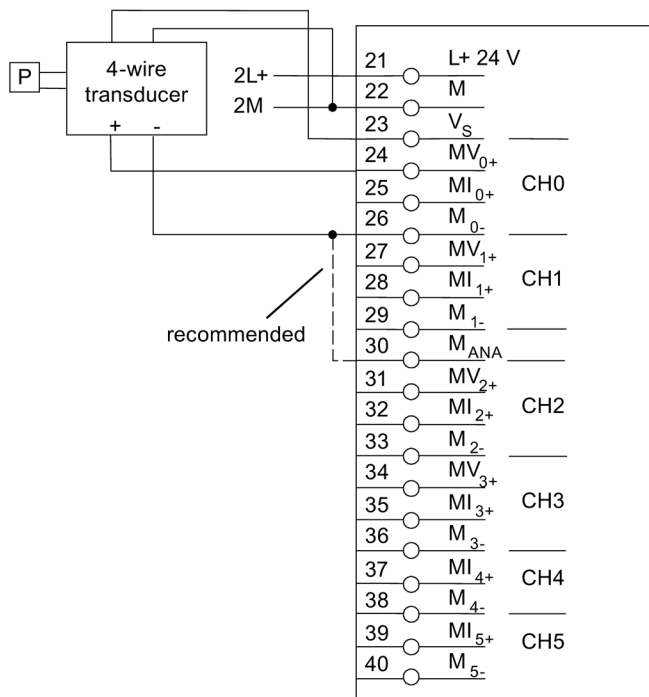 P
4-wire
transducer
+ -
2L+
2M
recommended
21 L+ 24 V
22 M
23 VS
24 MV0+
25 MI0+
26 M0-
CH0
27 MV1+
28 MI1+
29 M1-
CH1
30 MANA
31 MV2+
32 MI2+
33 M2-
CH2
34 MV3+
35 MI3+
36 M3-
CH3
37 MI4+
38 M4-
CH4
39 MI5+
40 M5-
CH5